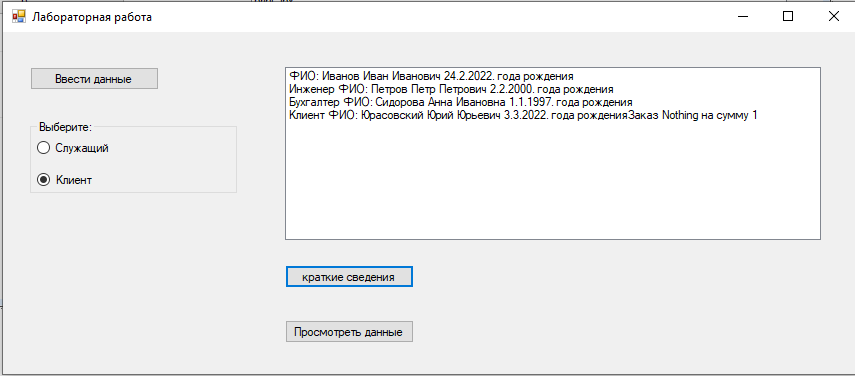 Лабораторная работа
Ввести данные
Выберите:
Служащий
Клиент
ФИО: Иванов Иван Иванович 24.2.2022. года рождения
Инженер ФИО: Петров Петр Петрович 2.2.2000. года рождения
Бухгалтер ФИО: Сидорова Анна Ивановна 1.1.1997. года рождения
Клиент ФИО: Юрасовский Юрий Юрьевич 3.3.2022. года рожденияЗаказ Nothing на сумму 1
краткие сведения
Просмотреть данные